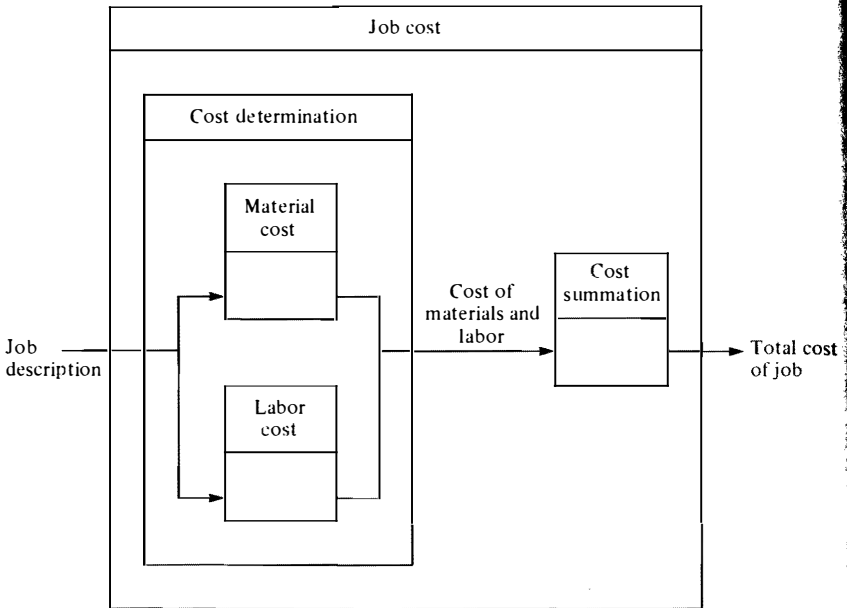 Job cost
Cost determination
Material
cost
Cost of
materials and
labor
Cost
summation
Job
description
Total cost
of job
Labor
cost